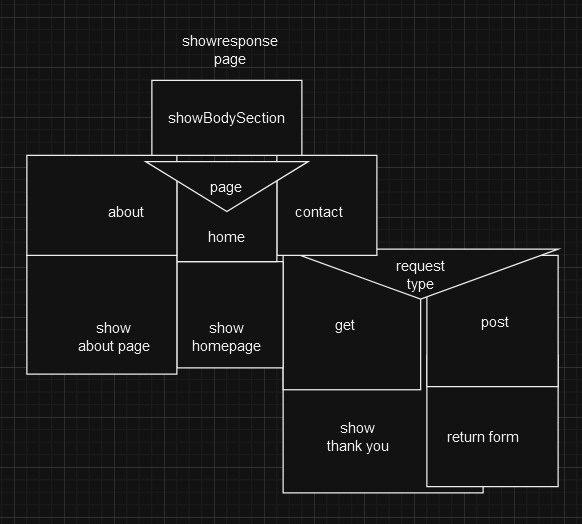 showresponse
page
showBodySection
page
about
contact
home
request
type
get
post
show
about page
show
homepage
show
thank you
return form